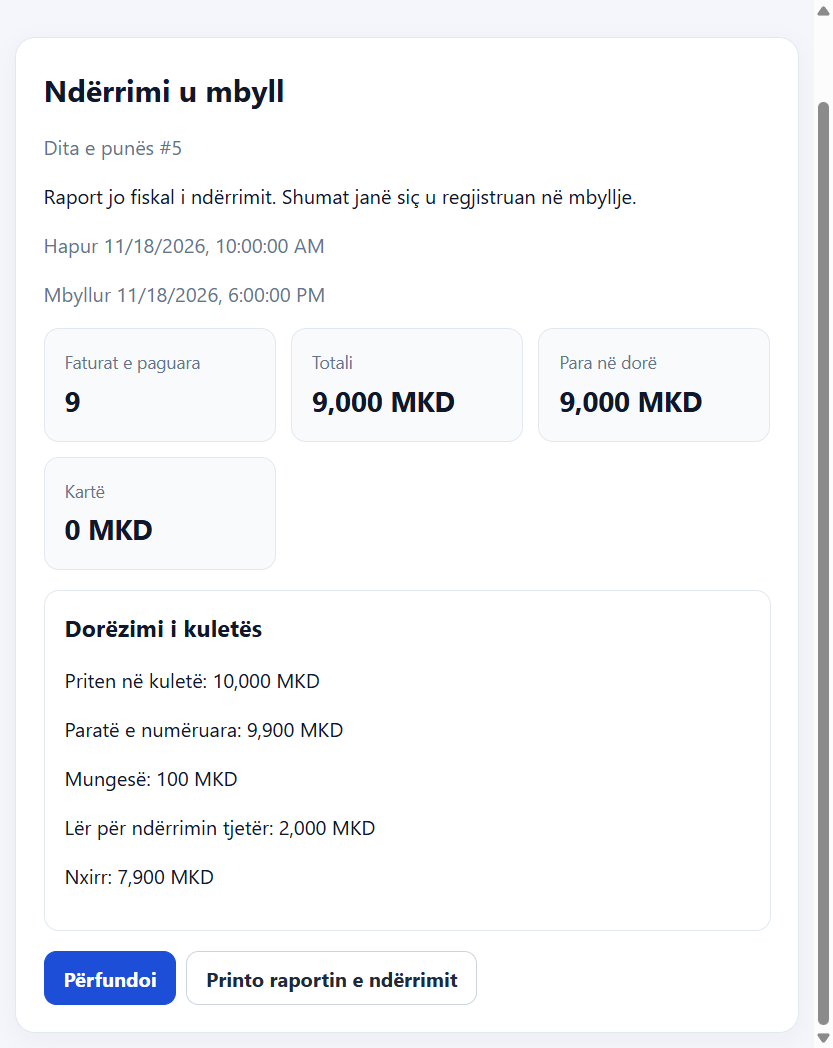 Ndërrimi u mbyll
Dita e punës #5
Raport jo fiskal i ndërrimit. Shumat janë siç u regjistruan në mbyllje.
Hapur 11/18/2026, 10:00:00 AM
Mbyllur 11/18/2026, 6:00:00 PM
Faturat e paguara
9
Totali
9,000 MKD
Para në dorë
9,000 MKD
Kartë
0 MKD
Dorëzimi i kuletës
Priten në kuletë: 10,000 MKD
Paratë e numëruara: 9,900 MKD
Mungesë: 100 MKD
Lër për ndërrimin tjetër: 2,000 MKD
Nxirr: 7,900 MKD
Përfundoi
Printo raportin e ndërrimit